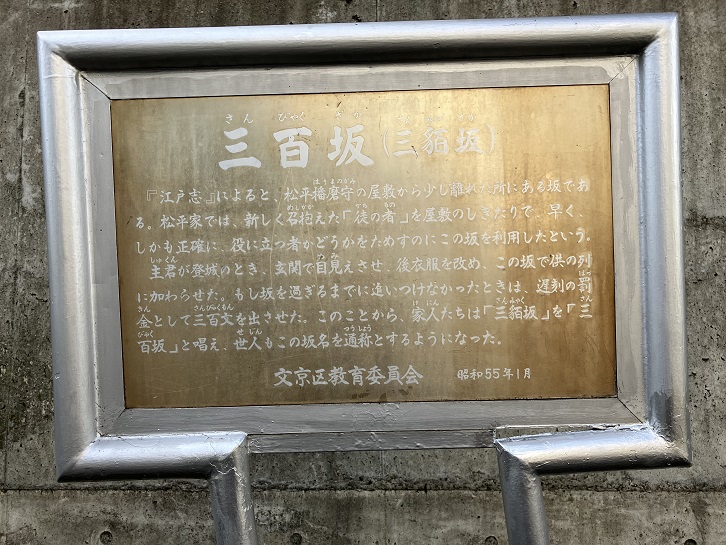 三百坂(三貊坂)
『江戸志』によると、松平播磨守の屋敷から少し離れた所にある坂であ
る。松平家では、新しく召抱えた「徒の者」を屋敷のしきたりで、早く、
しかも正確に、役に立つ者かどうかをためすのにこの坂を利用したという。
主君が登城のとき、玄関で目見えさせ、後衣服を改め、この坂で供の列
に加わらせた。もし坂を過ぎるまでに追いつけなかったときは、遅刻の罰
金として三百文を出させた。このことから、家人たちは「三貊坂」を「三
百坂」と唱え、世人もこの坂名を通称とするようになった。
文京区教育委員会 昭和55年1月